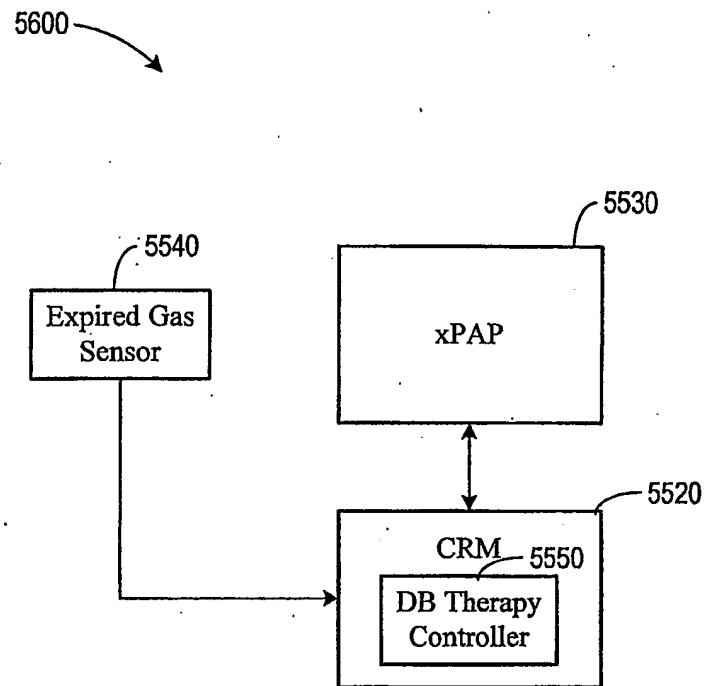 5600
5530
5540
Expired Gas
Sensor
xPAP
5520
CRM
5550
DB Therapy
Controller